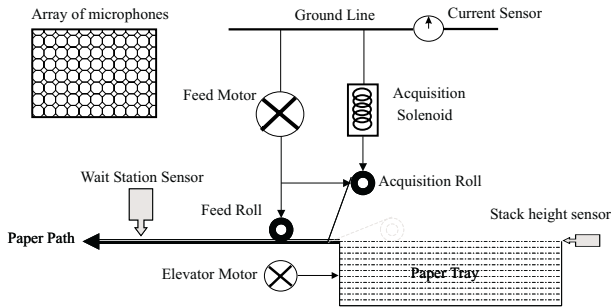 Array of microphones
Ground Line
Current Sensor
Feed Motor
Acquisition
Solenoid
Wait Station Sensor
Acquisition Roll
Feed Roll
Stack height sensor
Paper Path
Elevator Motor
Paper Tray